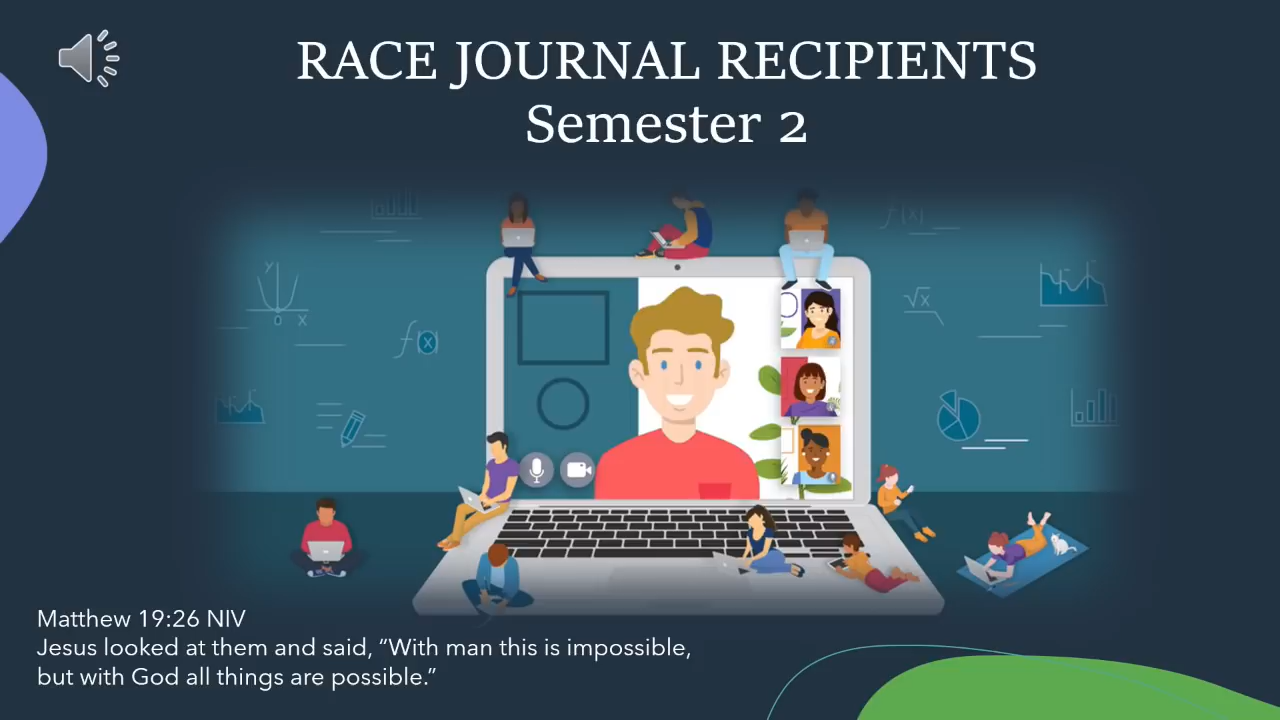 RACE JOURNAL RECIPIENTS
Semester 2
f(x)
y
0 x
f(x)
√x
Matthew 19:26 NIV
Jesus looked at them and said, “With man this is impossible,
but with God all things are possible.”